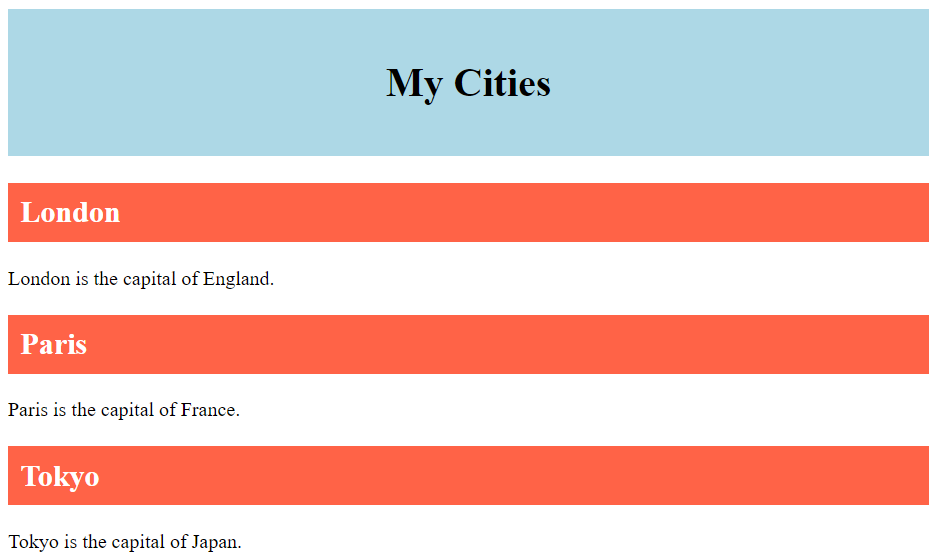 My Cities
London
London is the capital of England.
Paris
Paris is the capital of France.
Tokyo
Tokyo is the capital of Japan.